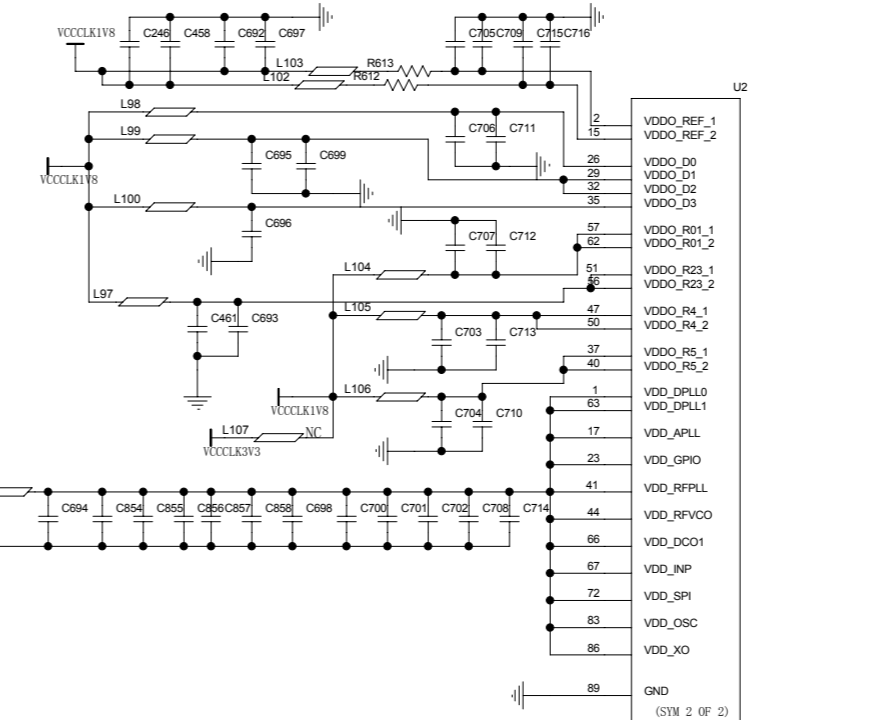 VCCCLK1V8
C246
C458
C692
C697
C705
C709
C715
C716
L103
R613
L102
R612
U2
L98
2
VDDO_REF_1
15
VDDO_REF_2
L99
C706
C711
C695
C699
26
VDDO_D0
29
VDDO_D1
32
VDDO_D2
35
VDDO_D3
VCCCLK1V8
L100
C696
C707
C712
57
VDDO_R01_1
62
VDDO_R01_2
L104
51
VDDO_R23_1
56
VDDO_R23_2
L97
L105
C461
C693
47
VDDO_R4_1
50
VDDO_R4_2
C703
C713
37
VDDO_R5_1
40
VDDO_R5_2
L106
VCCCLK1V8
C704
C710
1
VDD_DPLL0
63
VDD_DPLL1
L107
NC
VCCCLK3V3
17
VDD_APLL
23
VDD_GPIO
41
VDD_RFPLL
C694
C854
C855
C856
C857
C858
C698
C700
C701
C702
C708
C714
44
VDD_RFVCO
66
VDD_DCO1
67
VDD_INP
72
VDD_SPI
83
VDD_OSC
86
VDD_XO
89
GND
(SYM 2 OF 2)